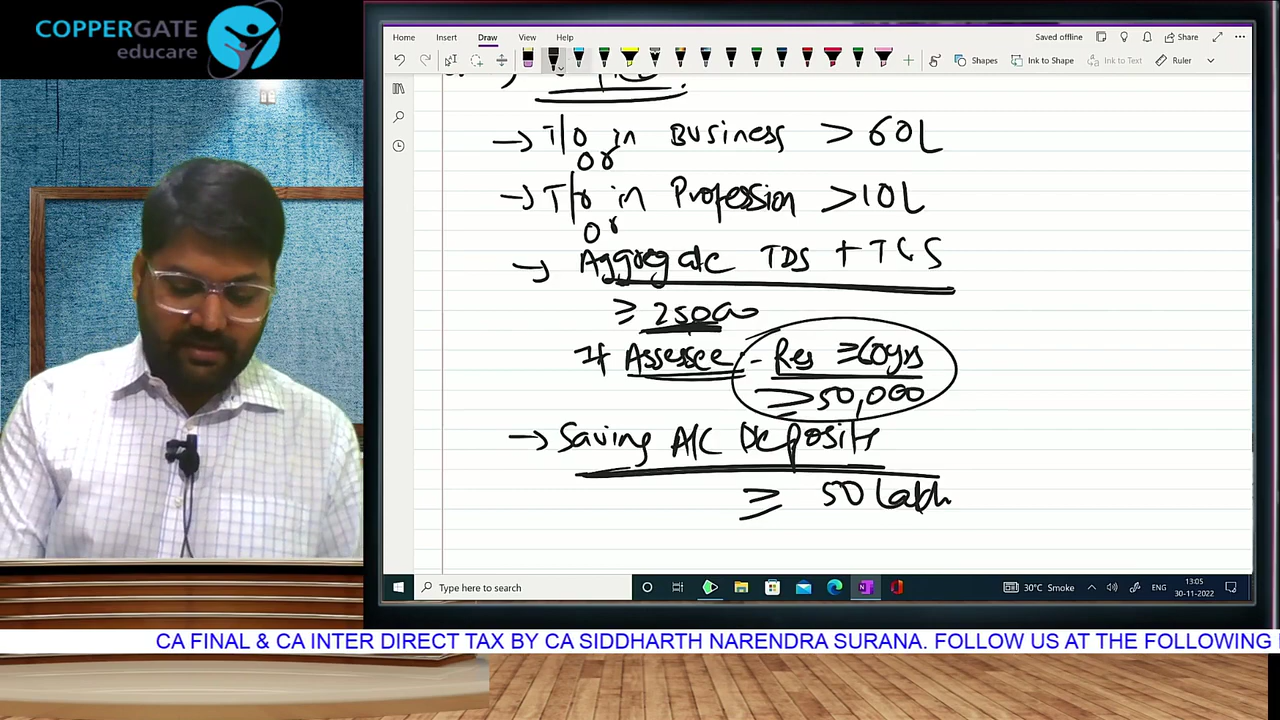 COPPERGATE
educare
Home Insert Draw View Help
Saved offline
Share
Shapes
Ink to Shape
Ink to Text
Ruler
→ T/O in Business > 60L
Or
→ T/o in Profession >10L
Or
→ Aggregate TDS + TCS
≥ 25000
If Assessee - Res ≥60yrs
≥50,000
→ Saving A/C Deposits
≥ 50 Lakh
Type here to search
30°C Smoke
ENG
13:05
30-11-2022
CA FINAL & CA INTER DIRECT TAX BY CA SIDDHARTH NARENDRA SURANA. FOLLOW US AT THE FOLLOWING